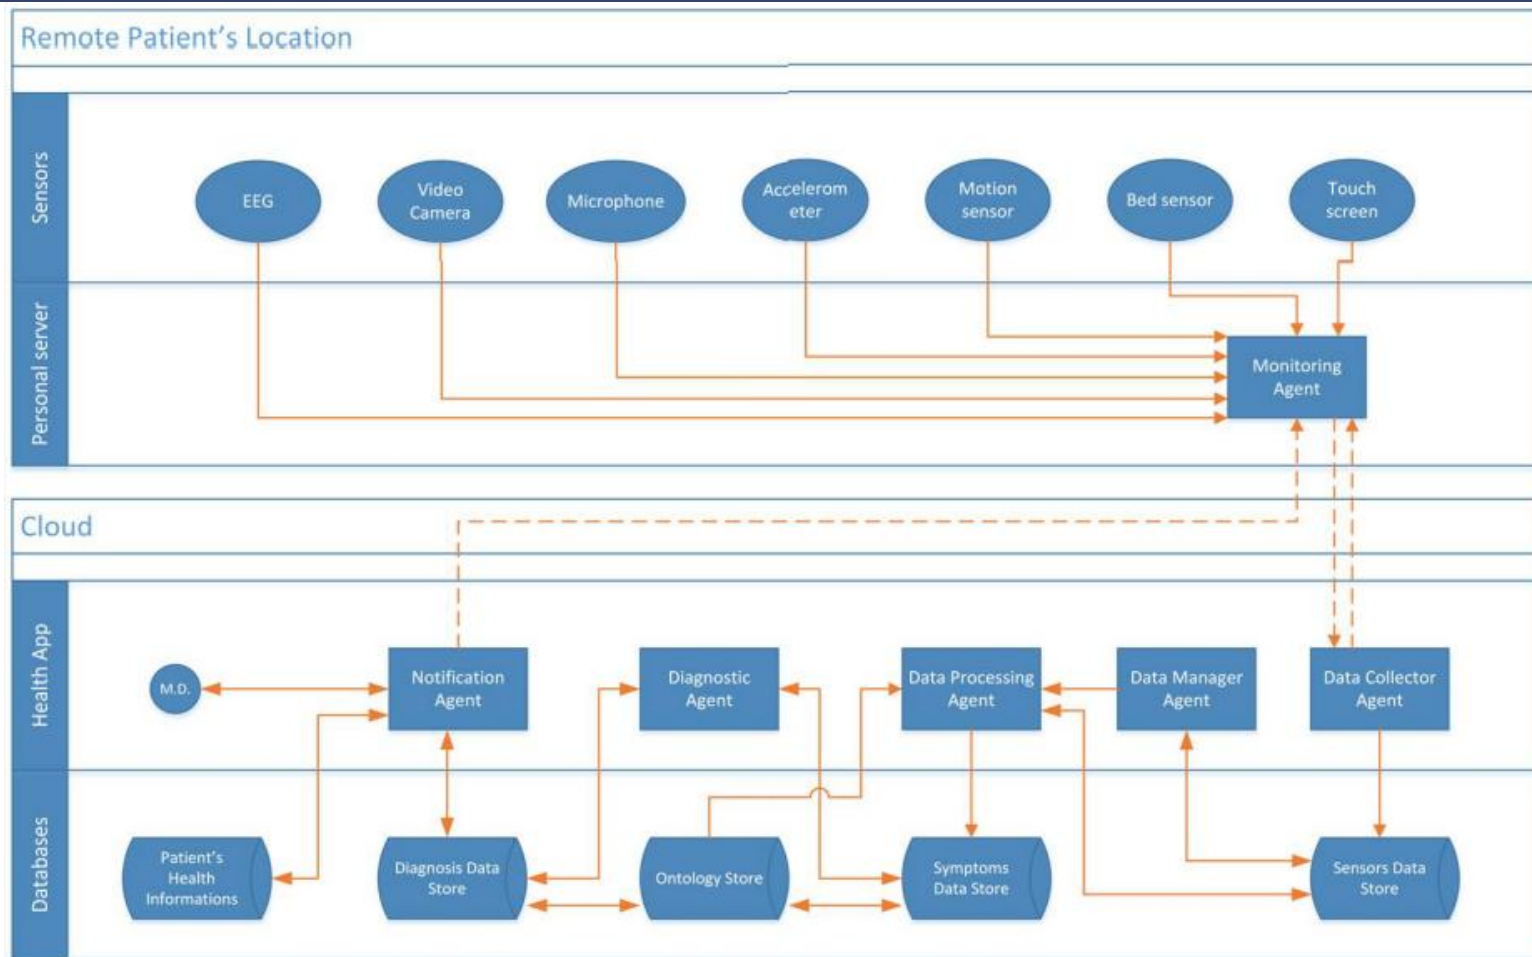 Remote Patient's Location
Sensors
EEG
Video
Camera
Microphone
Accelerom
eter
Motion
sensor
Bed sensor
Touch
screen
Personal server
Monitoring
Agent
Cloud
Health App
M.D.
Notification
Agent
Diagnostic
Agent
Data Processing
Agent
Data Manager
Agent
Data Collector
Agent
Databases
Patient's
Health
Informations
Diagnosis Data
Store
Ontology Store
Symptoms
Data Store
Sensors Data
Store